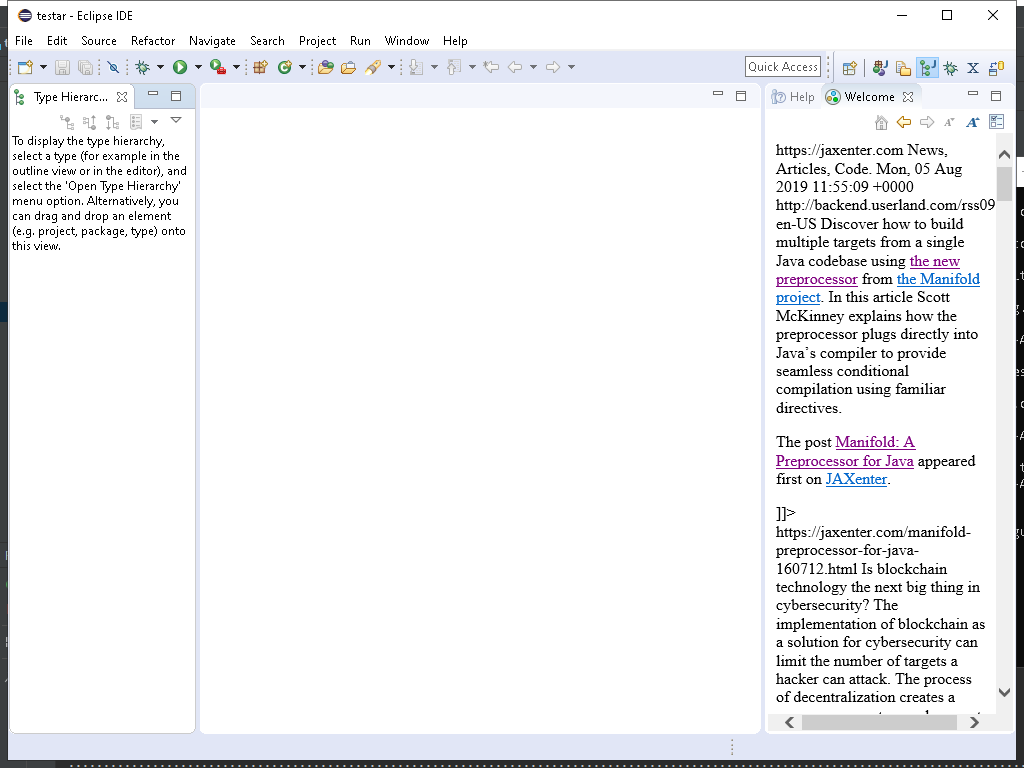 testar - Eclipse IDE
File Edit Source Refactor Navigate Search Project Run Window Help
Quick Access
Type Hierarc...
To display the type hierarchy,
select a type (for example in the
outline view or in the editor), and
select the 'Open Type Hierarchy'
menu option. Alternatively, you
can drag and drop an element
(e.g. project, package, type) onto
this view.
Help Welcome
https://jaxenter.com News,
Articles, Code. Mon, 05 Aug
2019 11:55:09 +0000
http://backend.userland.com/rss09
en-US Discover how to build
multiple targets from a single
Java codebase using the new
preprocessor from the Manifold
project. In this article Scott
McKinney explains how the
preprocessor plugs directly into
Java’s compiler to provide
seamless conditional
compilation using familiar
directives.
The post Manifold: A
Preprocessor for Java appeared
first on JAXenter.
]]>
https://jaxenter.com/manifold-
preprocessor-for-java-
160712.html Is blockchain
technology the next big thing in
cybersecurity? The
implementation of blockchain as
a solution for cybersecurity can
limit the number of targets a
hacker can attack. The process
of decentralization creates a